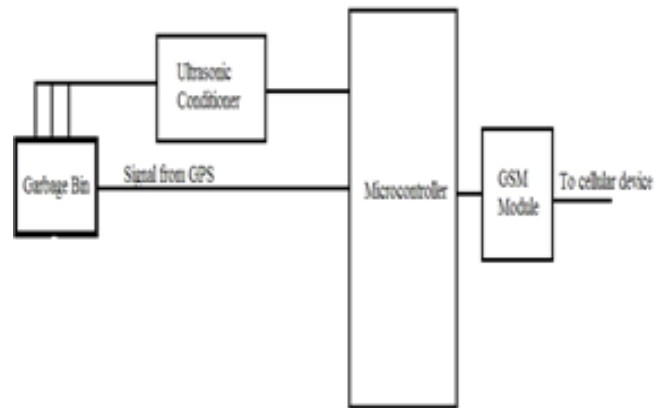 Ultrasonic
Conditioner
Garbage Bin
Signal from GPS
Microcontroller
GSM
Module
To cellular device